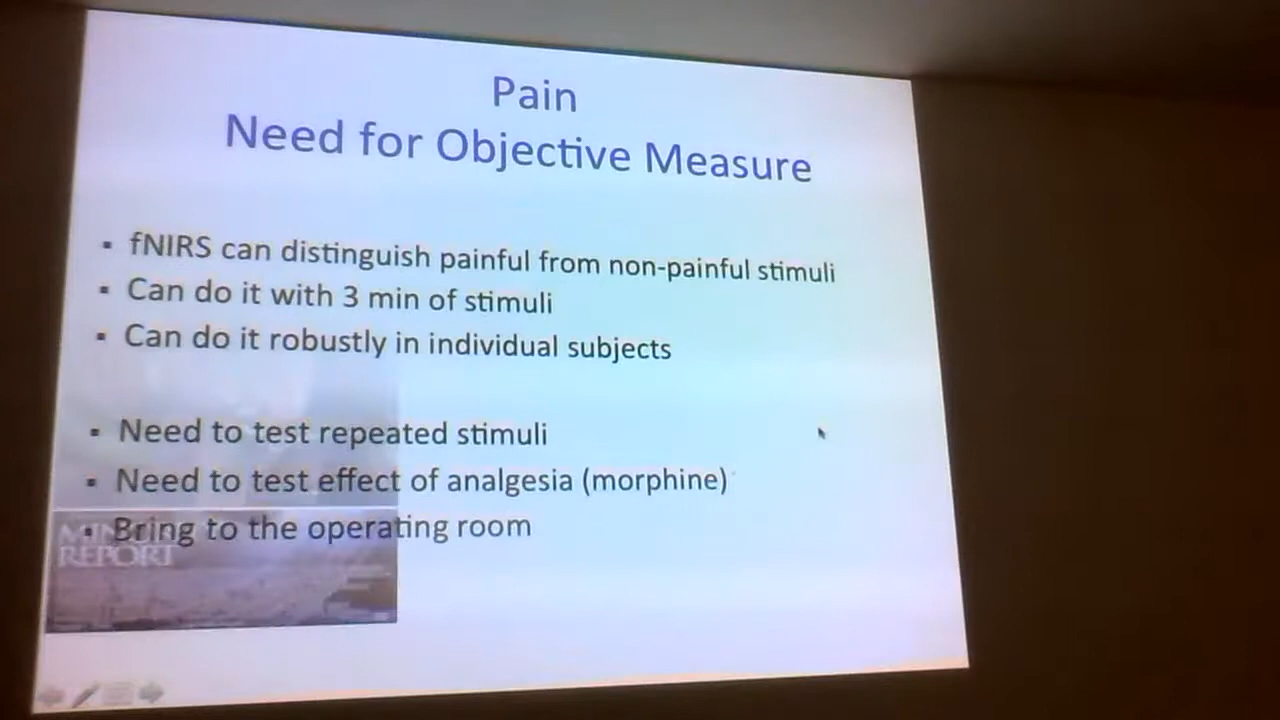 Pain
Need for Objective Measure
▪ fNIRS can distinguish painful from non-painful stimuli
▪ Can do it with 3 min of stimuli
▪ Can do it robustly in individual subjects
▪ Need to test repeated stimuli
▪ Need to test effect of analgesia (morphine)
▪ Bring to the operating room
REPORT